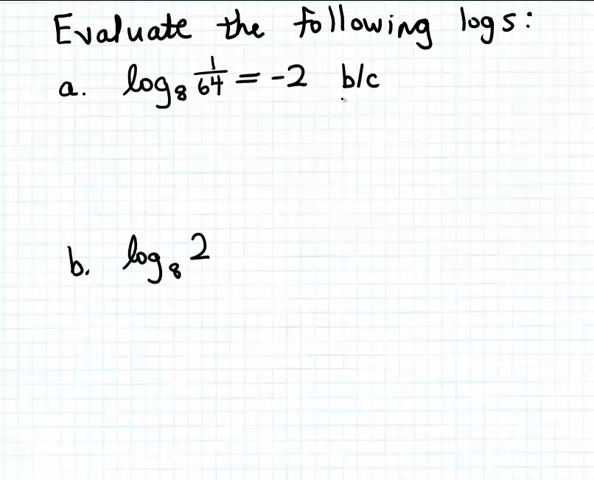 Evaluate the following logs:
a. log₈ 1/64 = -2 b/c
b. log₈ 2